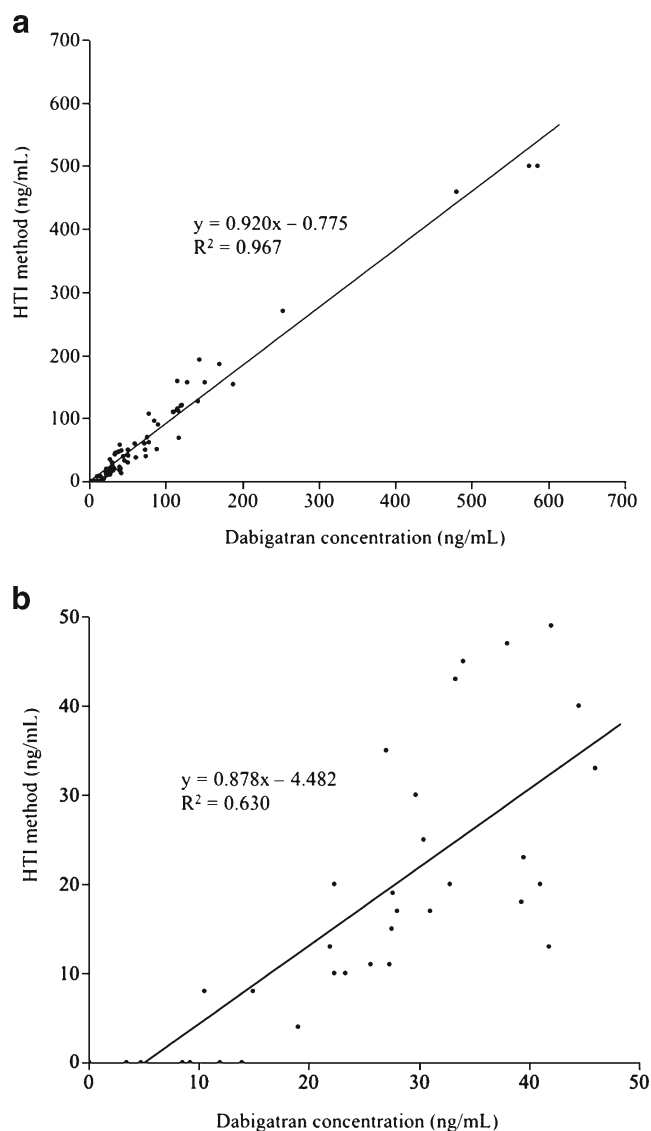 a
700
600
500
400
300
200
100
0
HTI method (ng/mL)
y = 0.920x – 0.775
R² = 0.967
0 100 200 300 400 500 600 700
Dabigatran concentration (ng/mL)
b
50
40
30
20
10
0
HTI method (ng/mL)
y = 0.878x – 4.482
R² = 0.630
0 10 20 30 40 50
Dabigatran concentration (ng/mL)